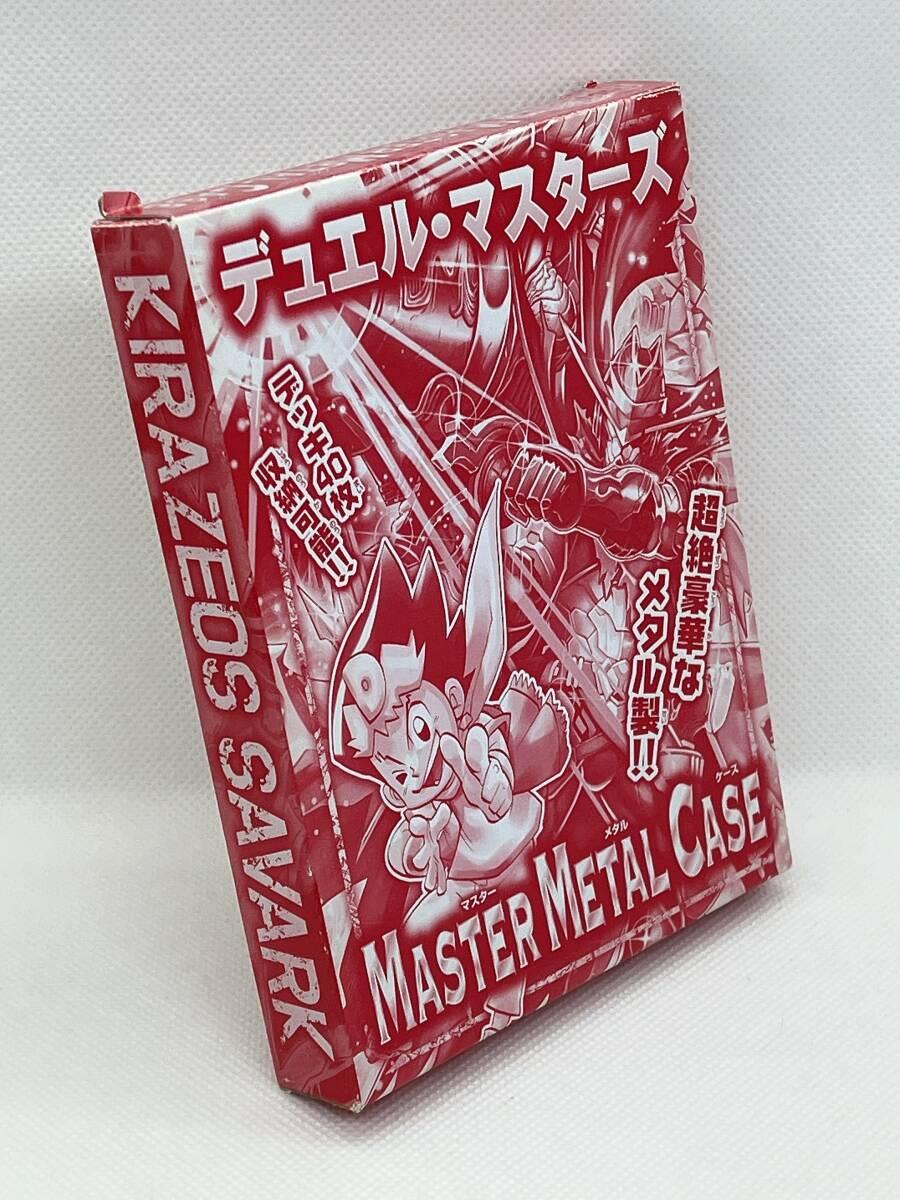 デュエル・マスターズ
KIRAZEOS SAVARK
デッキ40枚
収納可能!!
超絶豪華な
メタル製!!
マスター メタル ケース
MASTER METAL CASE